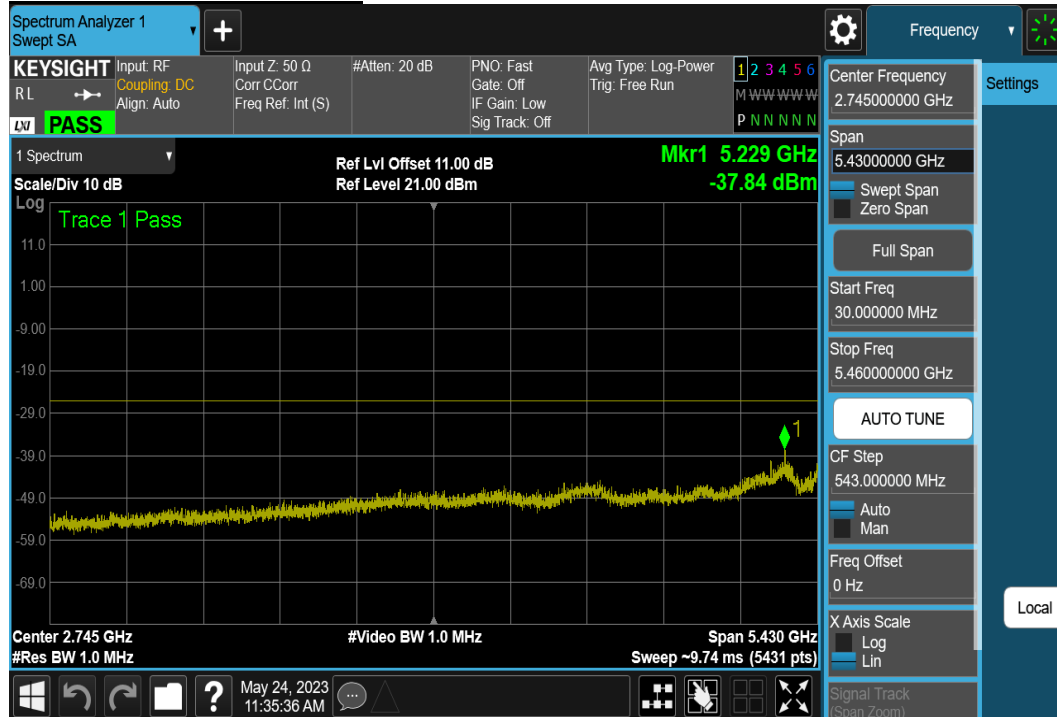 Spectrum Analyzer 1
Swept SA
+
Frequency
KEYSIGHT
RL
LXI PASS
Input: RF
Coupling: DC
Align: Auto
Input Z: 50 Ω
Corr CCorr
Freq Ref: Int (S)
#Atten: 20 dB
PNO: Fast
Gate: Off
IF Gain: Low
Sig Track: Off
Avg Type: Log-Power
Trig: Free Run
1 2 3 4 5 6
M W W W W W
P N N N N N
1 Spectrum
Scale/Div 10 dB
Log
Ref Lvl Offset 11.00 dB
Ref Level 21.00 dBm
Mkr1 5.229 GHz
-37.84 dBm
Trace 1 Pass
11.0
1.00
-9.00
-19.0
-29.0
-39.0
-49.0
-59.0
-69.0
1
Center 2.745 GHz
#Res BW 1.0 MHz
#Video BW 1.0 MHz
Span 5.430 GHz
Sweep ~9.74 ms (5431 pts)
?
May 24, 2023
11:35:36 AM
Center Frequency
2.745000000 GHz
Span
5.43000000 GHz
Swept Span
Zero Span
Full Span
Start Freq
30.000000 MHz
Stop Freq
5.460000000 GHz
AUTO TUNE
CF Step
543.000000 MHz
Auto
Man
Freq Offset
0 Hz
X Axis Scale
Log
Lin
Signal Track
(Span Zoom)
Settings
Local